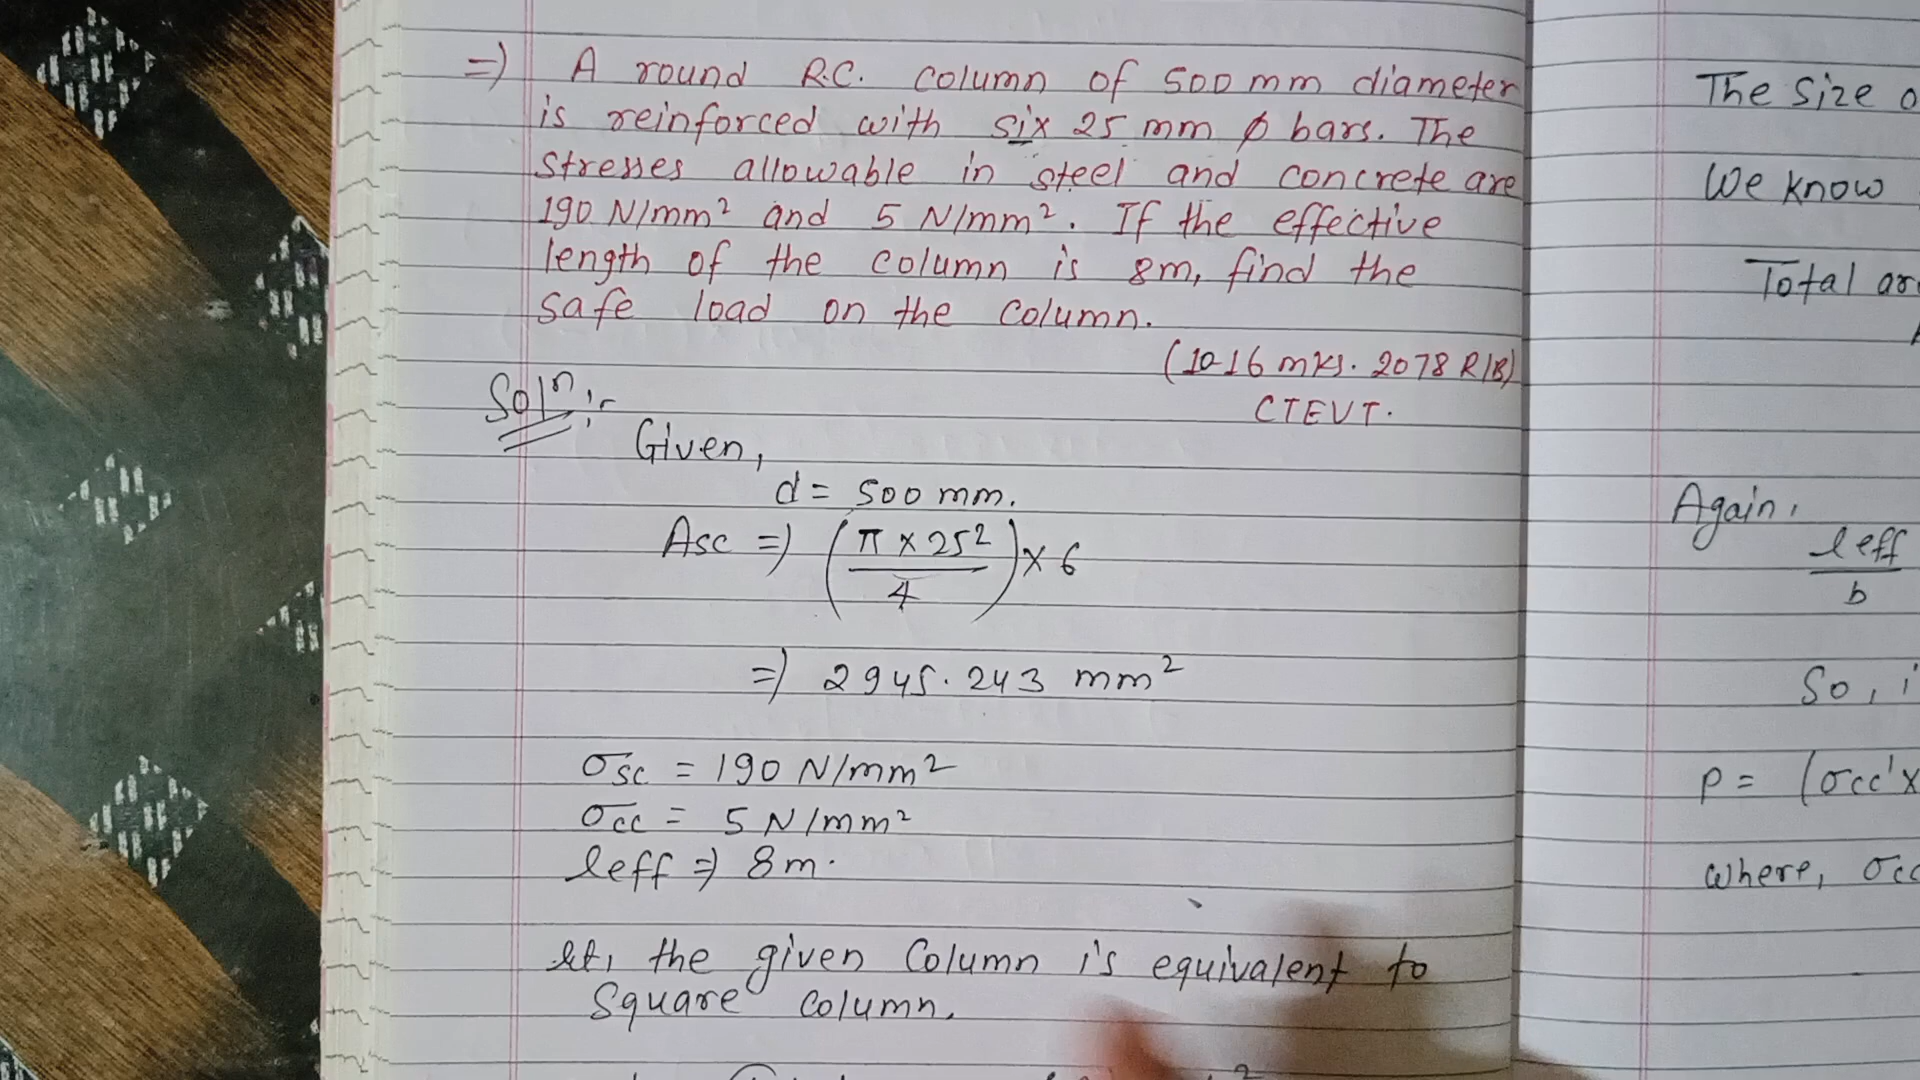 =) A round R.C. column of 500 mm diameter
is reinforced with six 25 mm φ bars. The
stresses allowable in steel and concrete are
190 N/mm² and 5 N/mm². If the effective
length of the column is 8m, find the
safe load on the column.
(10-16 mks. 2078 R/B)
CTEVT.
Solⁿ:-
Given,
d = 500 mm.
Asc => (π × 25² / 4) × 6
=> 2945.243 mm²
σsc = 190 N/mm²
σcc = 5 N/mm²
leff => 8m.
let, the given Column is equivalent to
Square column.
The size o
We know
Total ar
Again,
leff
b
So, i
P = (σcc' x
where, σcc